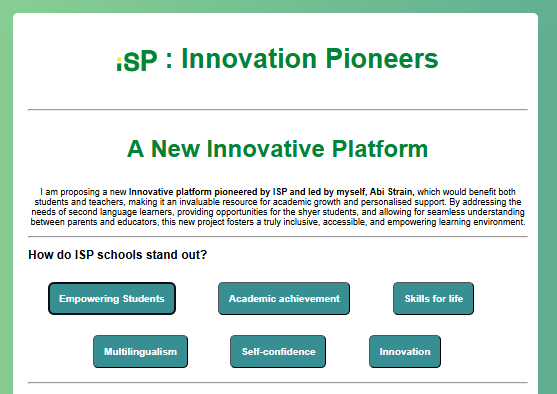 iSP : Innovation Pioneers
A New Innovative Platform
I am proposing a new Innovative platform pioneered by ISP and led by myself, Abi Strain, which would benefit both
students and teachers, making it an invaluable resource for academic growth and personalised support. By addressing the
needs of second language learners, providing opportunities for the shyer students, and allowing for seamless understanding
between parents and educators, this new project fosters a truly inclusive, accessible, and empowering learning environment.
How do ISP schools stand out?
Empowering Students
Academic achievement
Skills for life
Multilingualism
Self-confidence
Innovation